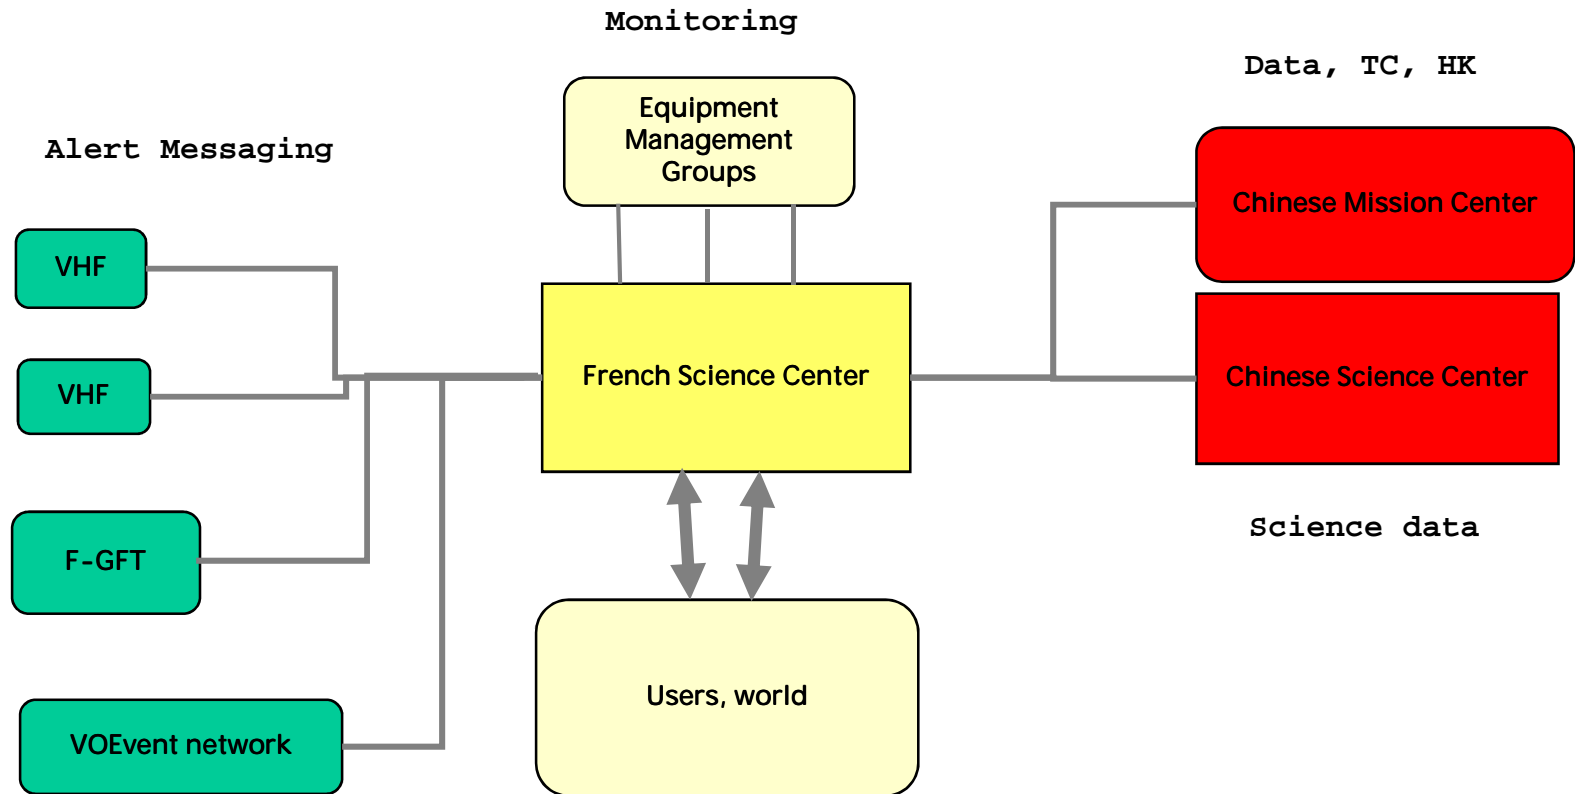 Monitoring
Data, TC, HK
Alert Messaging
Equipment
Management
Groups
Chinese Mission Center
VHF
French Science Center
Chinese Science Center
VHF
Science data
F-GFT
Users, world
VOEvent network